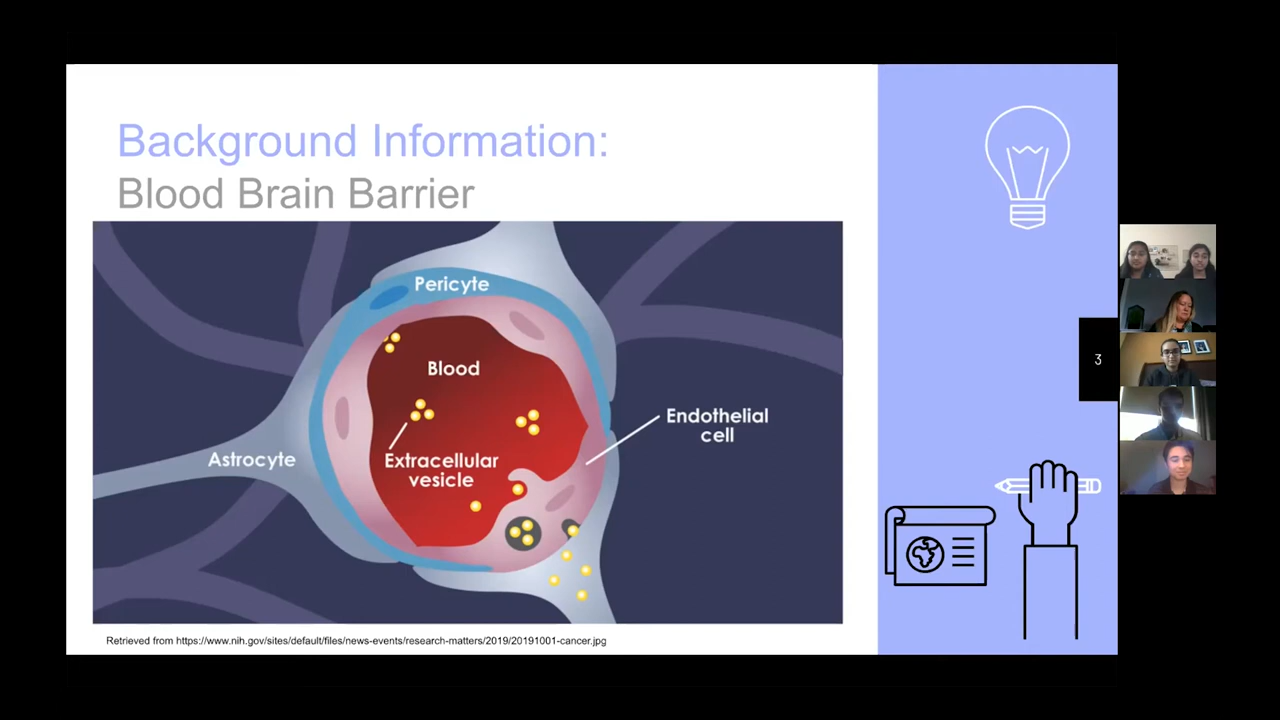 Background Information:
Blood Brain Barrier
Pericyte
Blood
Endothelial
cell
Astrocyte
Extracellular
vesicle
3
Retrieved from https://www.nih.gov/sites/default/files/news-events/research-matters/2019/20191001-cancer.jpg